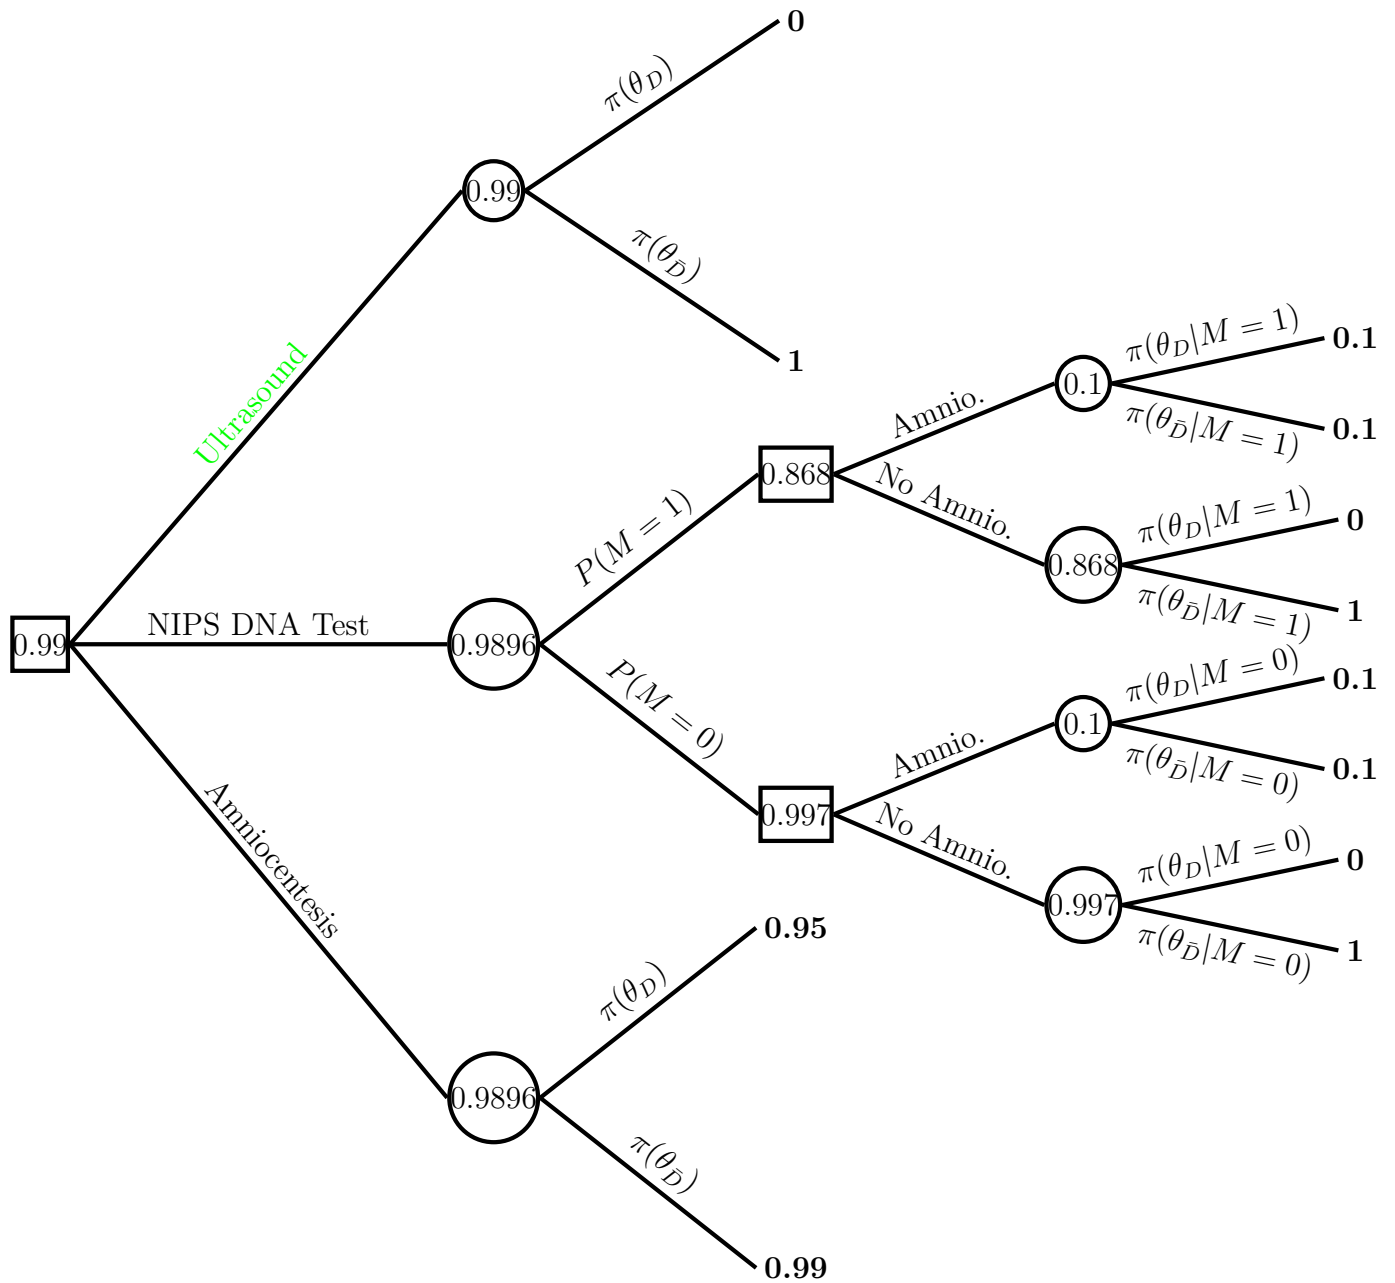 0
π(θ_D)
0.99
π(θ_D̄)
1
Ultrasound
π(θ_D|M = 1)
0.1
0.1
Amnio.
π(θ_D̄|M = 1)
0.1
0.868
No Amnio.
π(θ_D|M = 1)
0
0.868
π(θ_D̄|M = 1)
1
P(M = 1)
0.99
NIPS DNA Test
0.9896
P(M = 0)
π(θ_D|M = 0)
0.1
0.1
Amnio.
π(θ_D̄|M = 0)
0.1
0.997
No Amnio.
π(θ_D|M = 0)
0
0.997
π(θ_D̄|M = 0)
1
Amniocentesis
0.95
π(θ_D)
0.9896
π(θ_D̄)
0.99